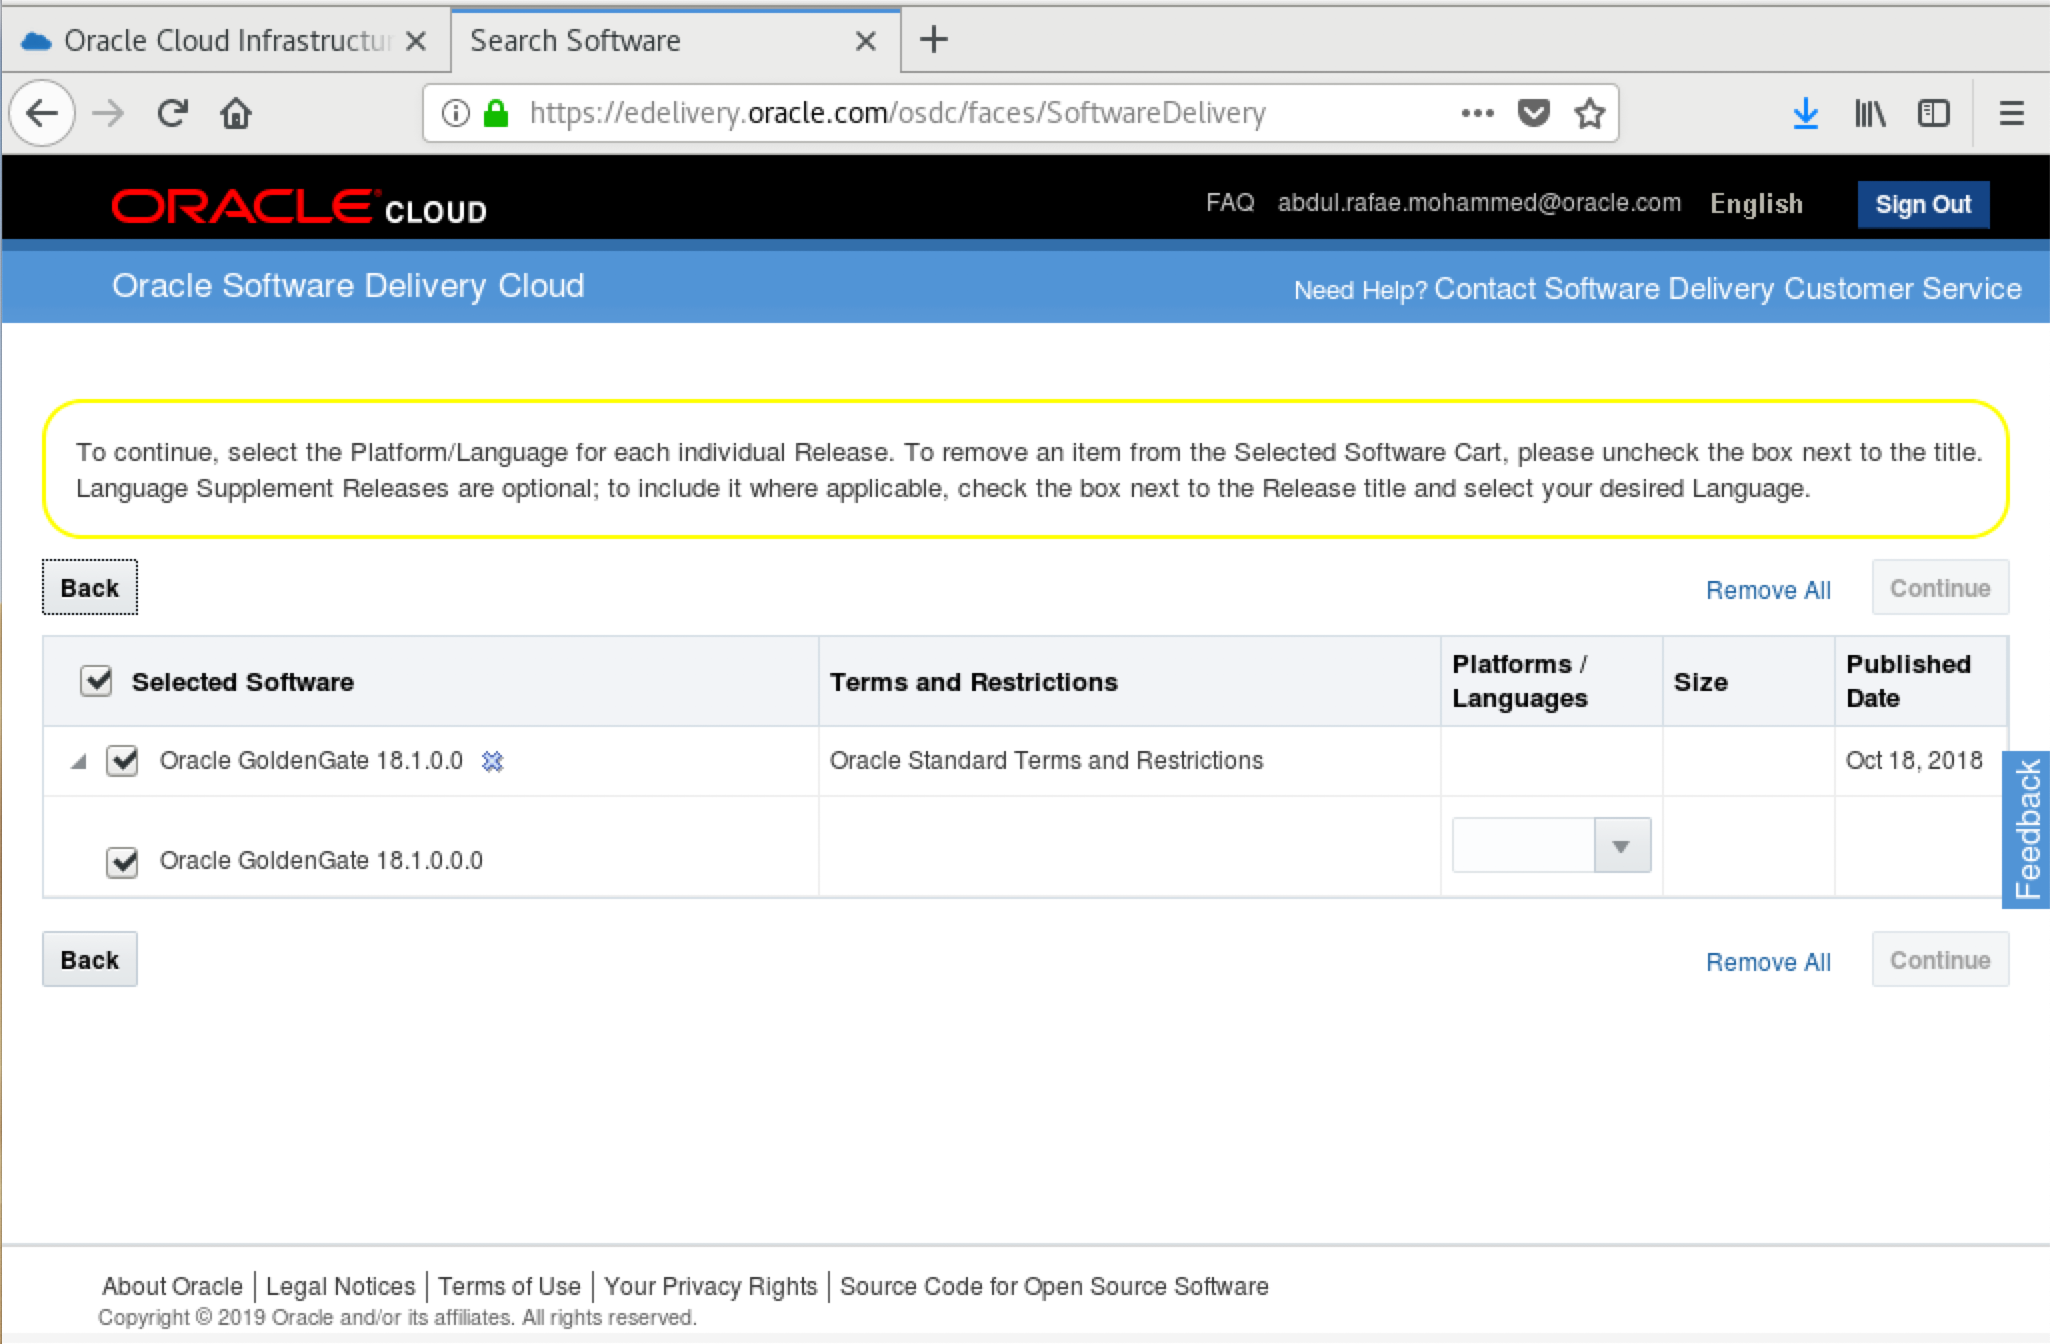 Oracle Cloud Infrastructur
Search Software
https://edelivery.oracle.com/osdc/faces/SoftwareDelivery
ORACLE CLOUD
FAQ abdul.rafae.mohammed@oracle.com English Sign Out
Oracle Software Delivery Cloud
Need Help? Contact Software Delivery Customer Service
To continue, select the Platform/Language for each individual Release. To remove an item from the Selected Software Cart, please uncheck the box next to the title.
Language Supplement Releases are optional; to include it where applicable, check the box next to the Release title and select your desired Language.
Back
Remove All
Continue
Selected Software
Terms and Restrictions
Platforms /
Languages
Size
Published
Date
Oracle GoldenGate 18.1.0.0
Oracle Standard Terms and Restrictions
Oct 18, 2018
Oracle GoldenGate 18.1.0.0.0
Feedback
Back
Remove All
Continue
About Oracle | Legal Notices | Terms of Use | Your Privacy Rights | Source Code for Open Source Software
Copyright © 2019 Oracle and/or its affiliates. All rights reserved.